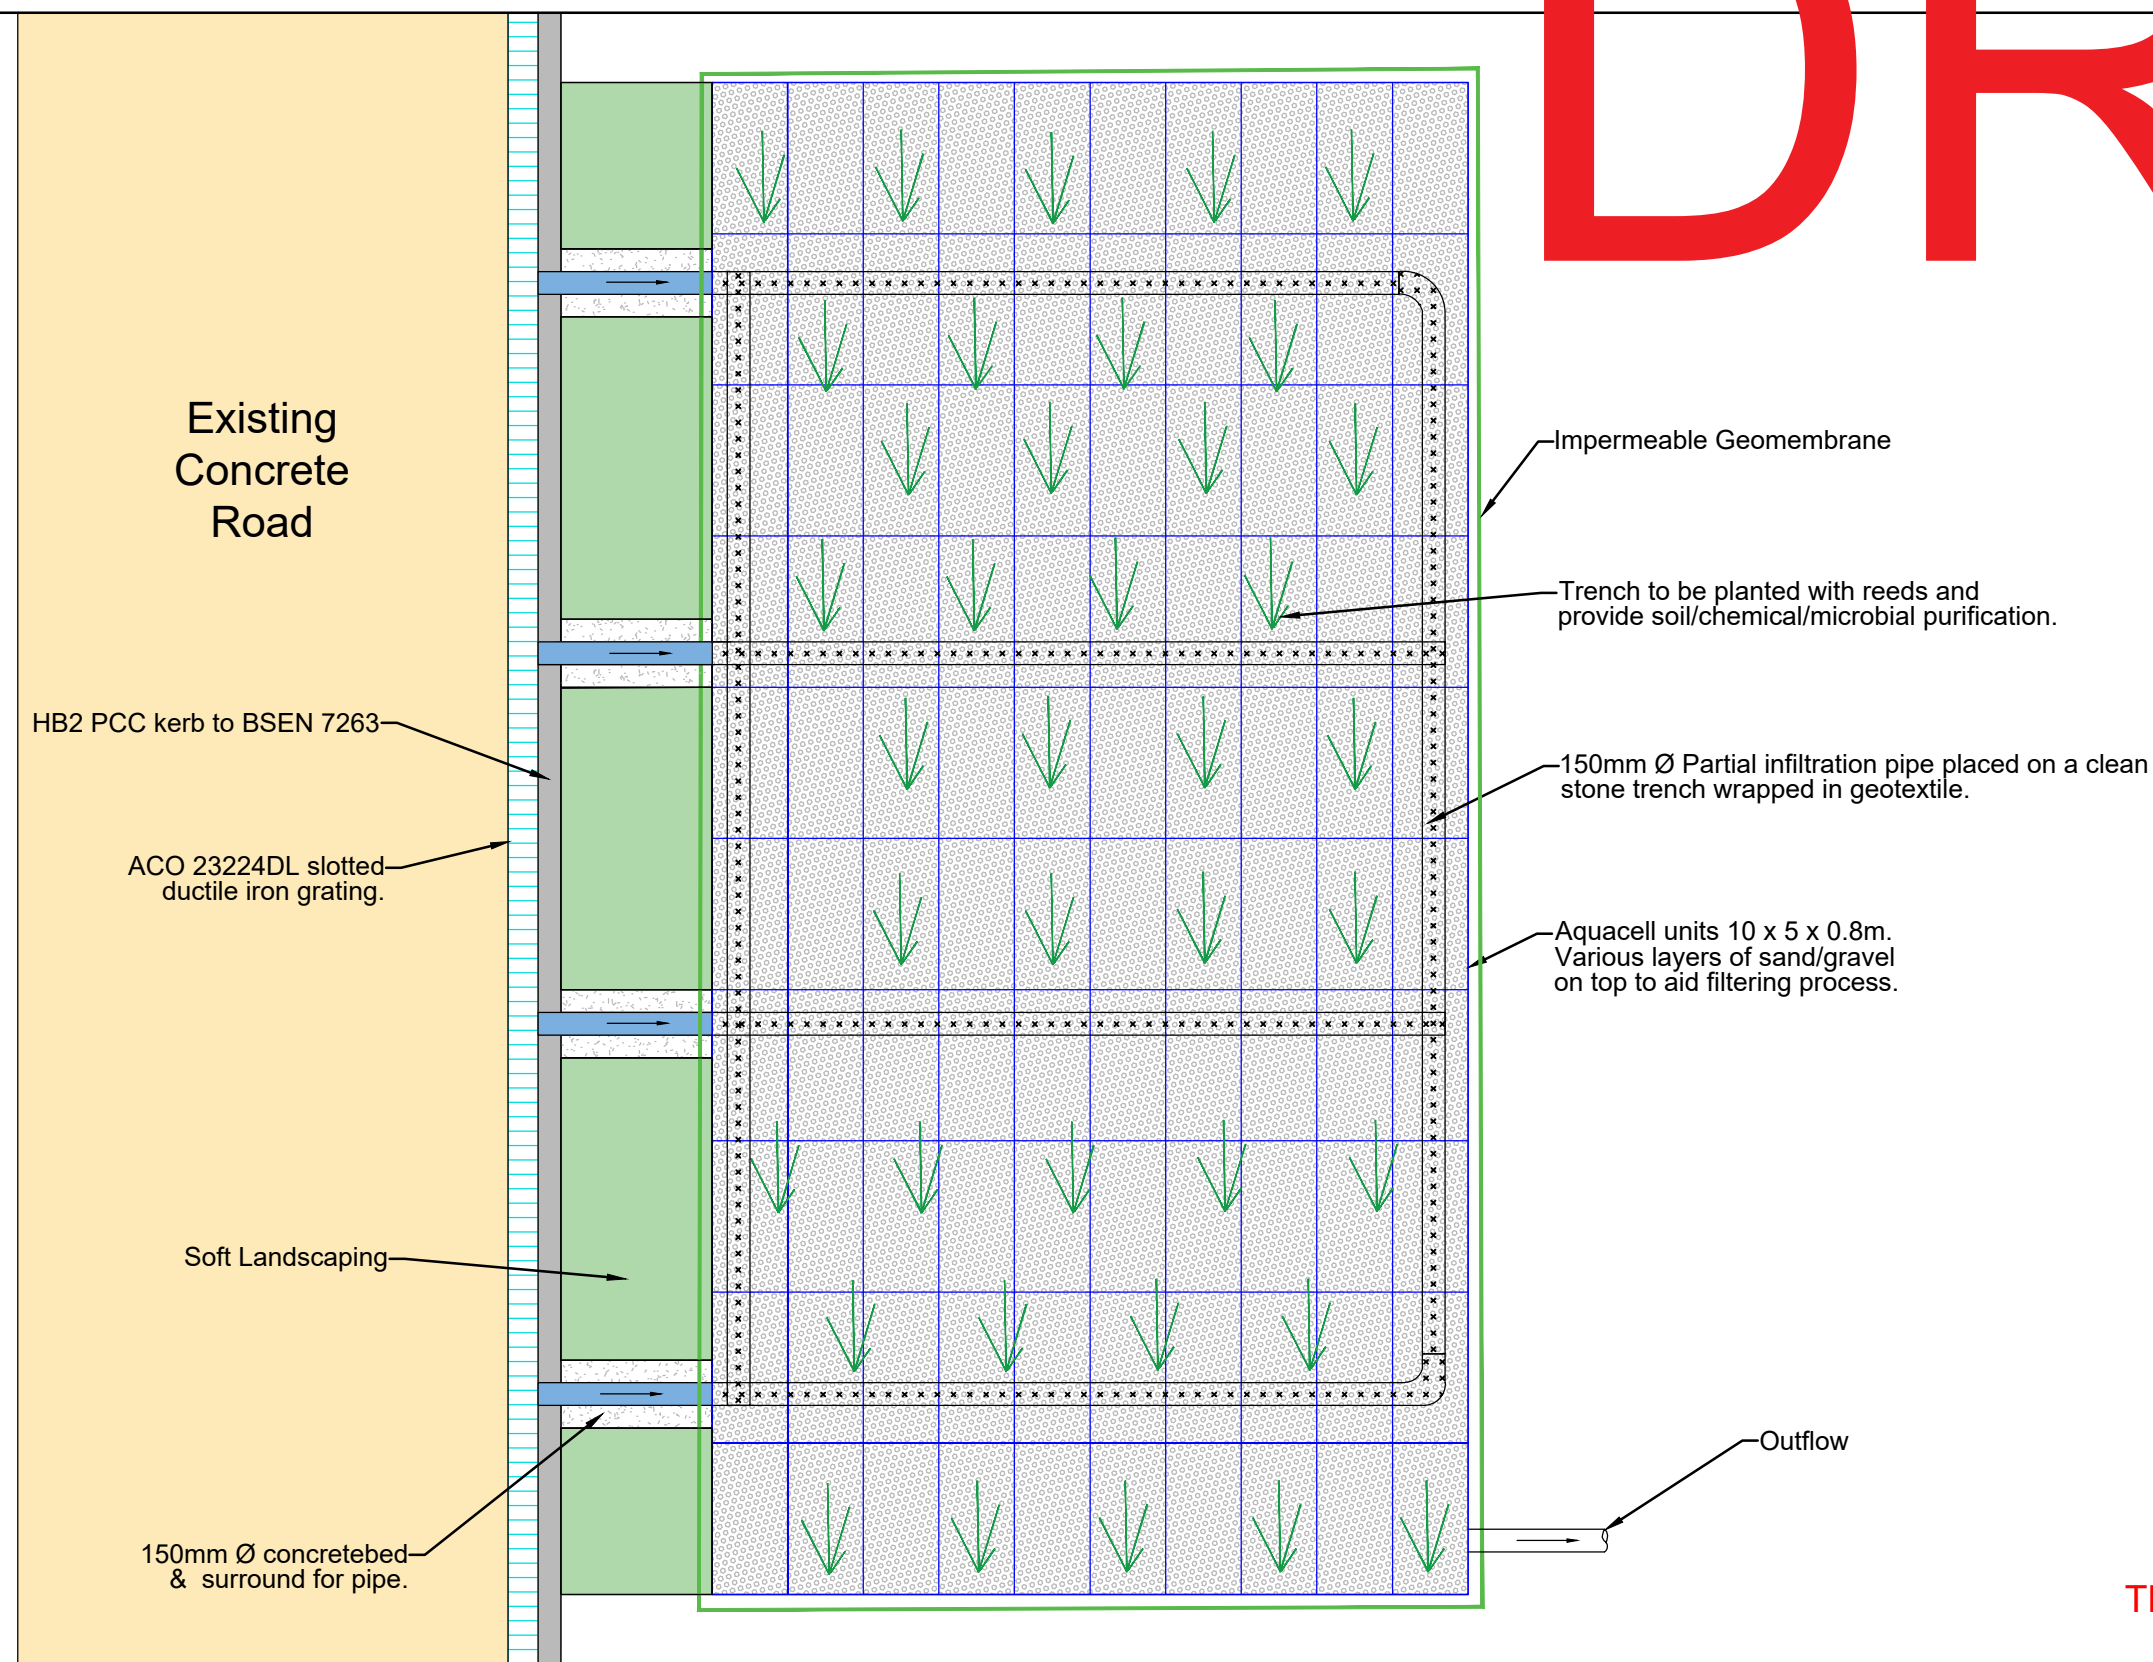 DR
Existing
Concrete
Road
Impermeable Geomembrane
Trench to be planted with reeds and
provide soil/chemical/microbial purification.
HB2 PCC kerb to BSEN 7263
150mm Ø Partial infiltration pipe placed on a clean
stone trench wrapped in geotextile.
ACO 23224DL slotted
ductile iron grating.
Aquacell units 10 x 5 x 0.8m.
Various layers of sand/gravel
on top to aid filtering process.
Soft Landscaping
Outflow
150mm Ø concretebed
& surround for pipe.